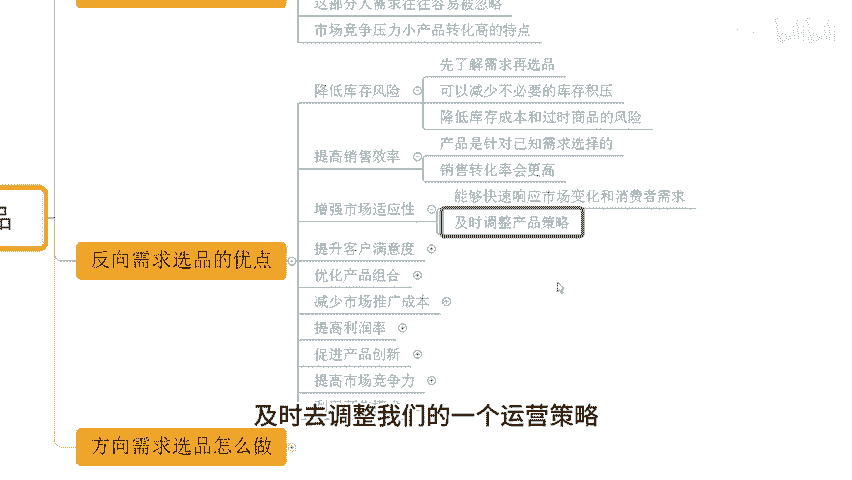 这部分人需求往往容易被忽略
市场竞争压力小产品转化高的特点
先了解需求再选品
降低库存风险
可以减少不必要的库存积压
降低库存成本和过时商品的风险
产品是针对已知需求选择的
提高销售效率
销售转化率会更高
能够快速响应市场变化和消费者需求
增强市场适应性
及时调整产品策略
品
提升客户满意度
反向需求选品的优点
优化产品组合
减少市场推广成本
提高利润率
促进产品创新
提高市场竞争力
及时去调整我们的一个运营策略
方向需求选品怎么做
bilibili